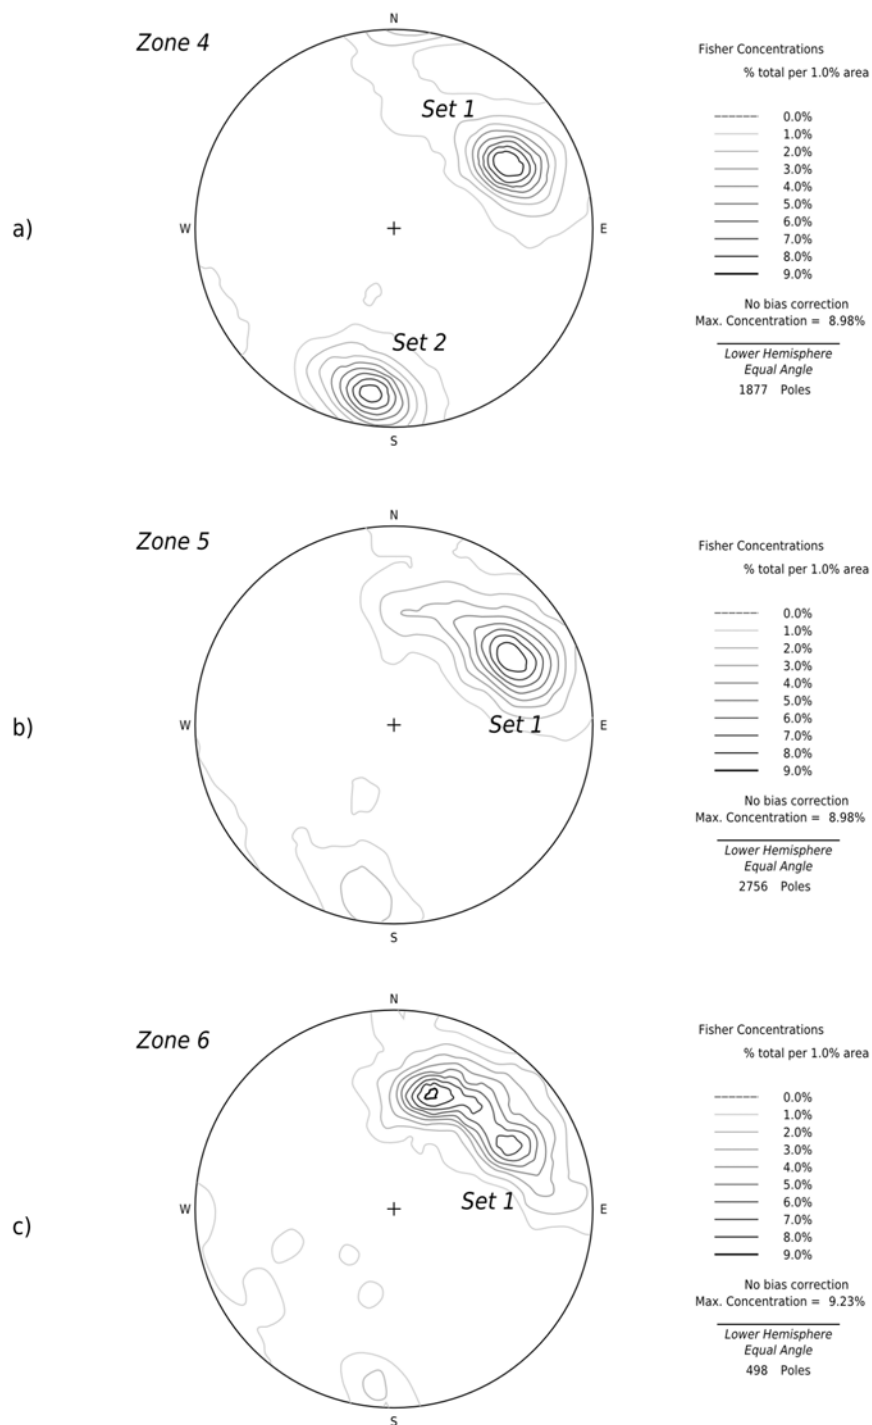 Zone 4
N
Set 1
a)
W
E
Set 2
S
Fisher Concentrations
% total per 1.0% area
0.0%
1.0%
2.0%
3.0%
4.0%
5.0%
6.0%
7.0%
8.0%
9.0%
No bias correction
Max. Concentration = 8.98%
Lower Hemisphere
Equal Angle
1877 Poles
Zone 5
N
b)
W
E
Set 1
S
Fisher Concentrations
% total per 1.0% area
0.0%
1.0%
2.0%
3.0%
4.0%
5.0%
6.0%
7.0%
8.0%
9.0%
No bias correction
Max. Concentration = 8.98%
Lower Hemisphere
Equal Angle
2756 Poles
Zone 6
N
c)
W
E
Set 1
S
Fisher Concentrations
% total per 1.0% area
0.0%
1.0%
2.0%
3.0%
4.0%
5.0%
6.0%
7.0%
8.0%
9.0%
No bias correction
Max. Concentration = 9.23%
Lower Hemisphere
Equal Angle
498 Poles